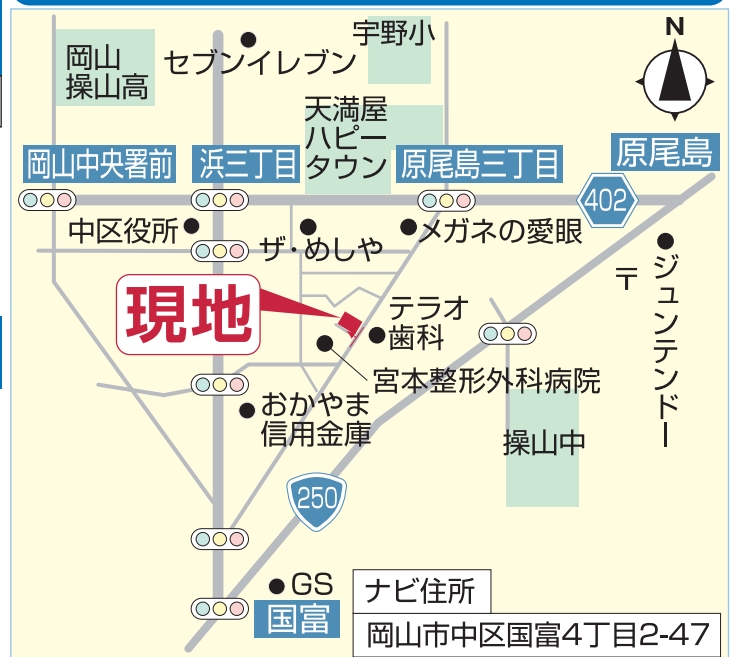 宇野小
N
岡山
操山高
セブンイレブン
天満屋
ハピー
タウン
岡山中央署前
浜三丁目
原尾島三丁目
原尾島
402
中区役所
ザ・めしや
メガネの愛眼
〒
ジュンテンドー
現地
テラオ
歯科
宮本整形外科病院
おかやま
信用金庫
操山中
250
GS
国富
ナビ住所
岡山市中区国富4丁目2-47